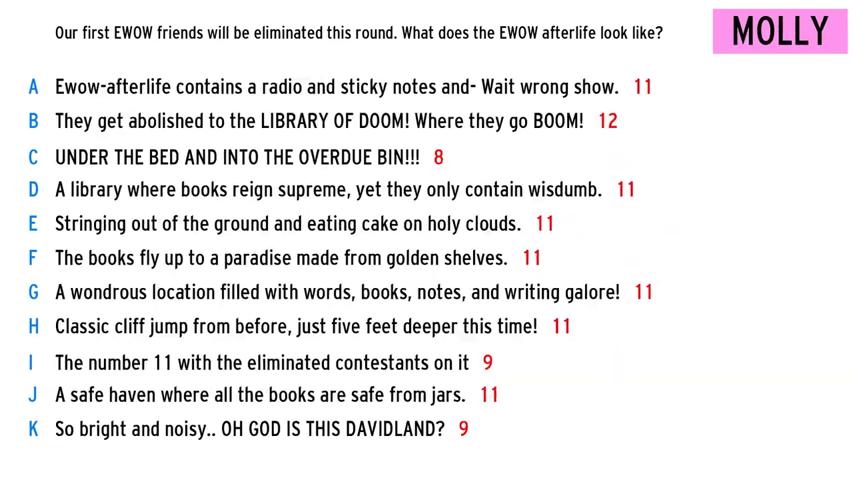 Our first EWOW friends will be eliminated this round. What does the EWOW afterlife look like?
MOLLY
A Ewow-afterlife contains a radio and sticky notes and- Wait wrong show. 11
B They get abolished to the LIBRARY OF DOOM! Where they go BOOM! 12
C UNDER THE BED AND INTO THE OVERDUE BIN!!! 8
D A library where books reign supreme, yet they only contain wisdumb. 11
E Stringing out of the ground and eating cake on holy clouds. 11
F The books fly up to a paradise made from golden shelves. 11
G A wondrous location filled with words, books, notes, and writing galore! 11
H Classic cliff jump from before, just five feet deeper this time! 11
I The number 11 with the eliminated contestants on it 9
J A safe haven where all the books are safe from jars. 11
K So bright and noisy.. OH GOD IS THIS DAVIDLAND? 9